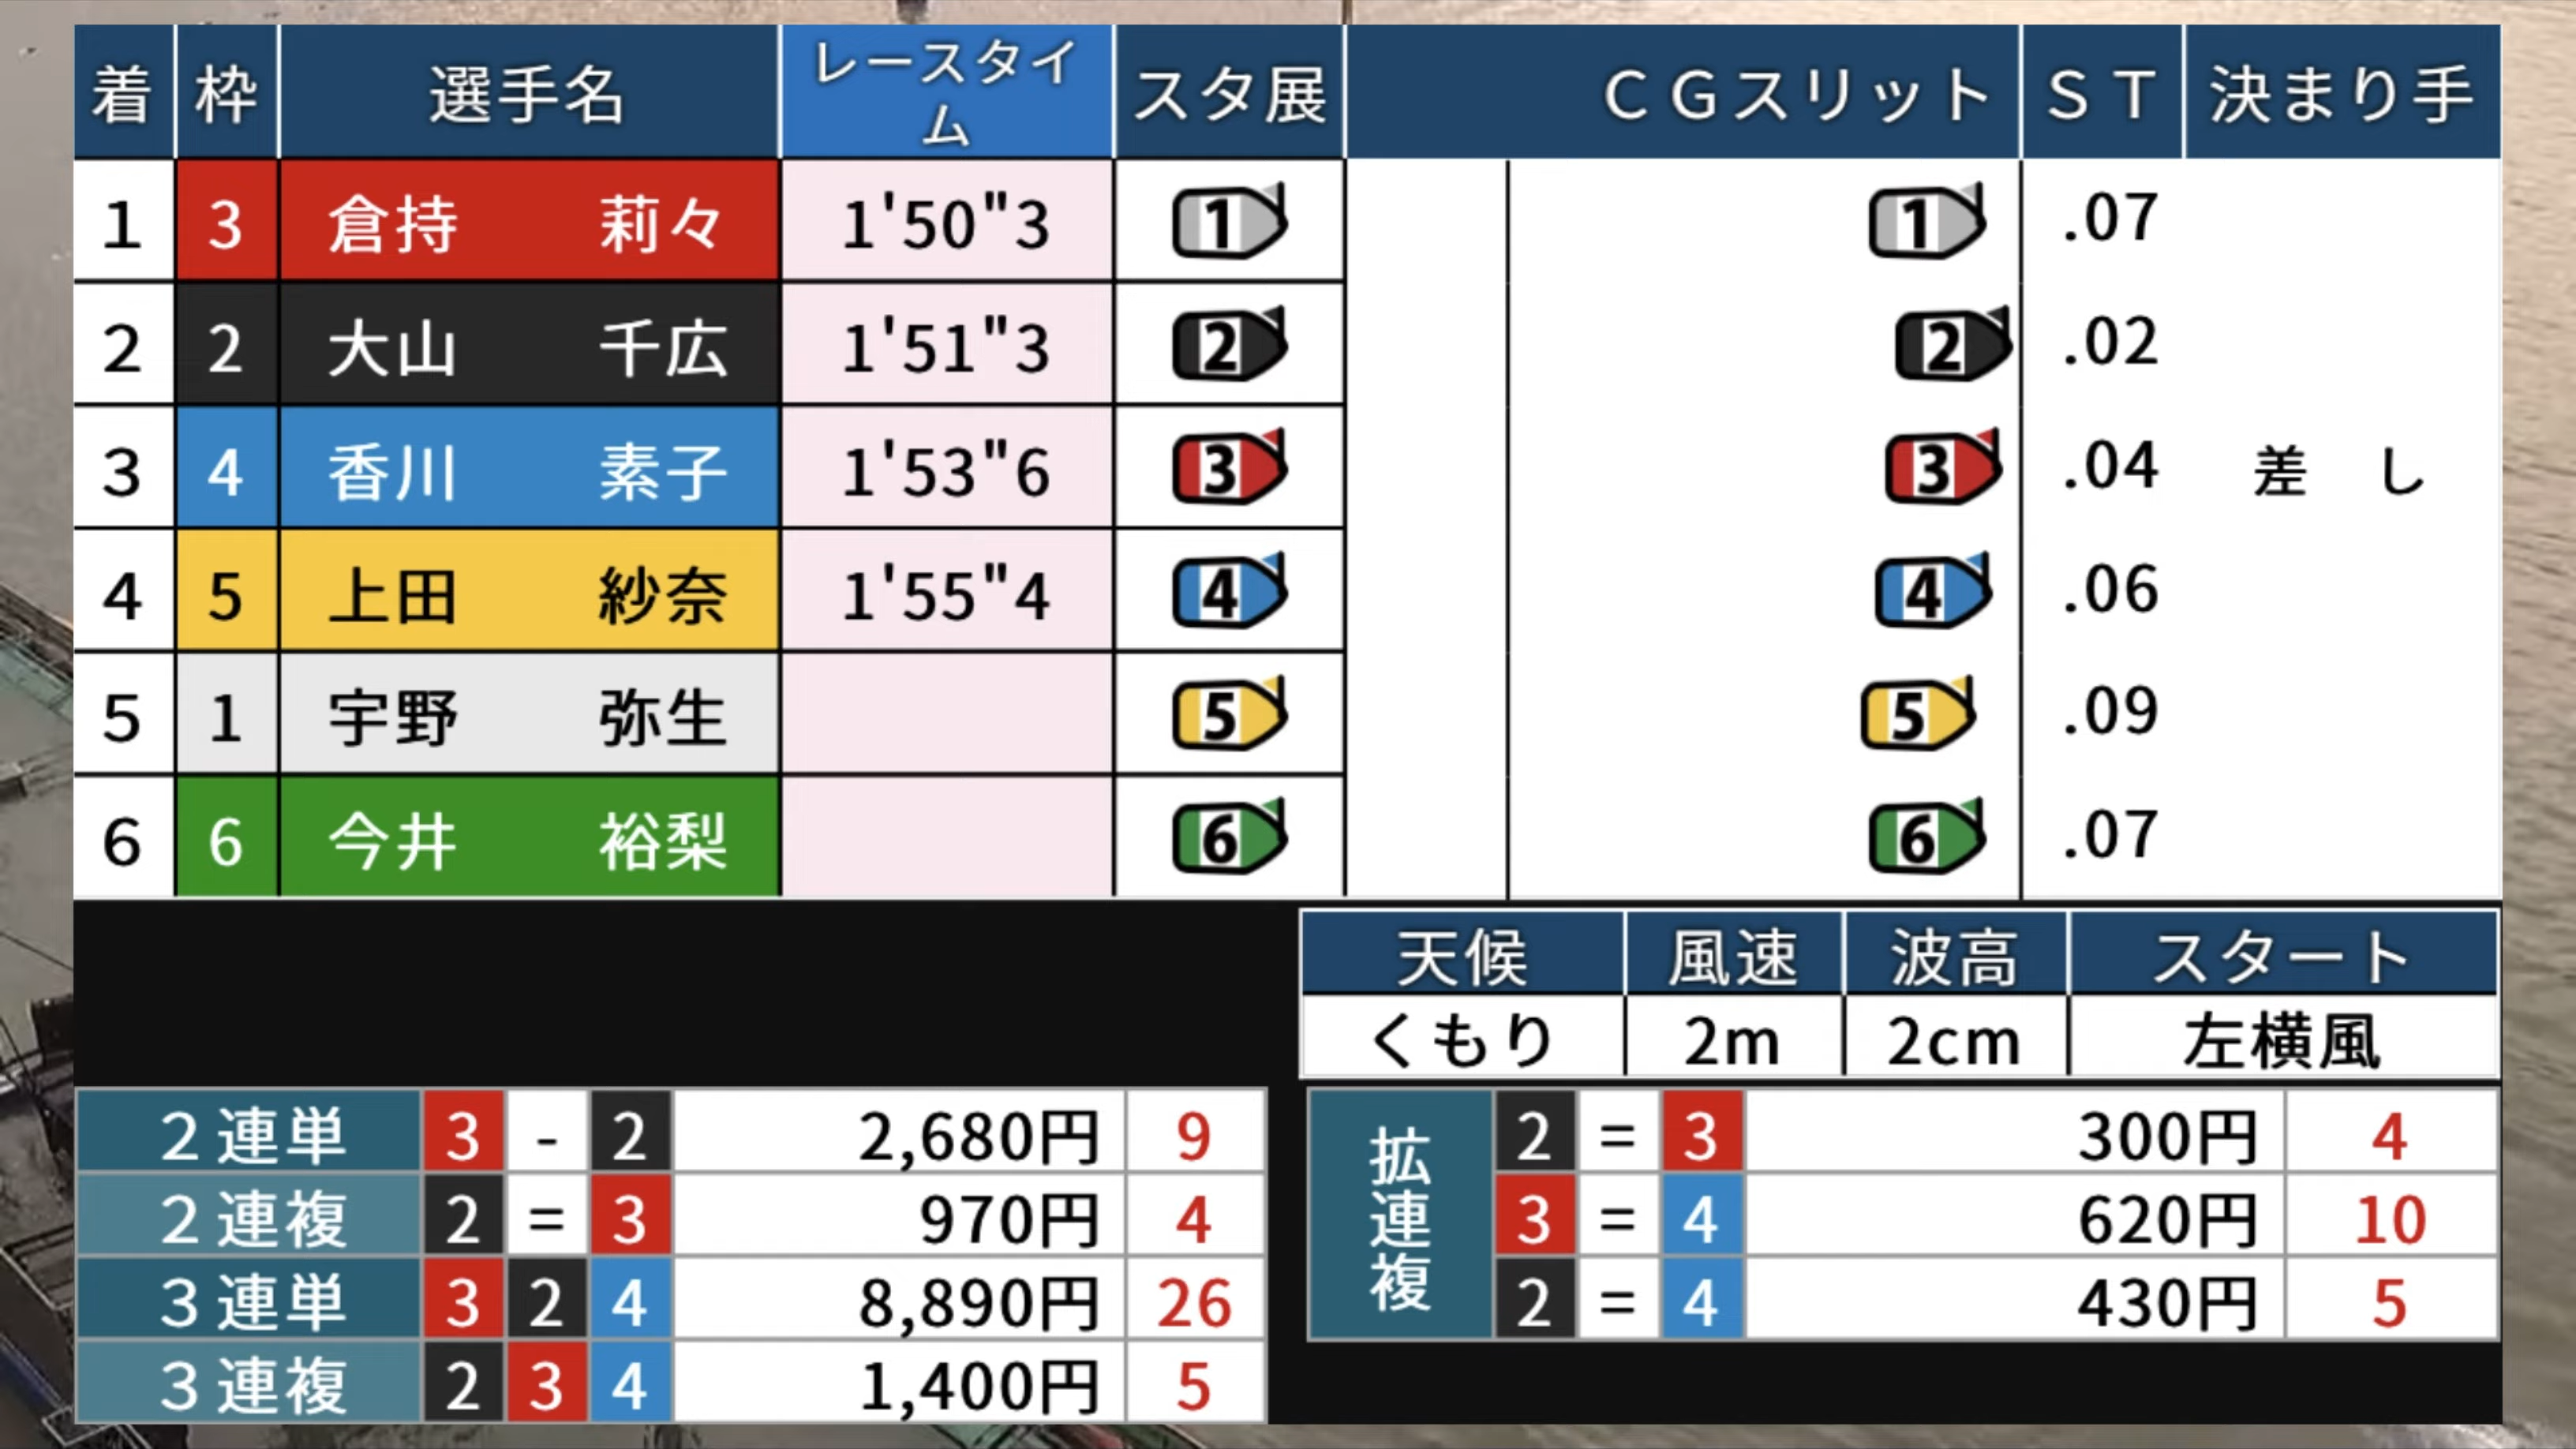 着 枠 選手名 レースタイム スタ展 ＣＧスリット ＳＴ 決まり手
1 3 倉持 莉々 1'50"3 1 1 .07
2 2 大山 千広 1'51"3 2 2 .02
3 4 香川 素子 1'53"6 3 3 .04 差 し
4 5 上田 紗奈 1'55"4 4 4 .06
5 1 宇野 弥生 5 5 .09
6 6 今井 裕梨 6 6 .07
天候 風速 波高 スタート
くもり 2m 2cm 左横風
２連単 3 - 2 2,680円 9
２連複 2 = 3 970円 4
３連単 3 2 4 8,890円 26
３連複 2 3 4 1,400円 5
拡連複
2 = 3 300円 4
3 = 4 620円 10
2 = 4 430円 5